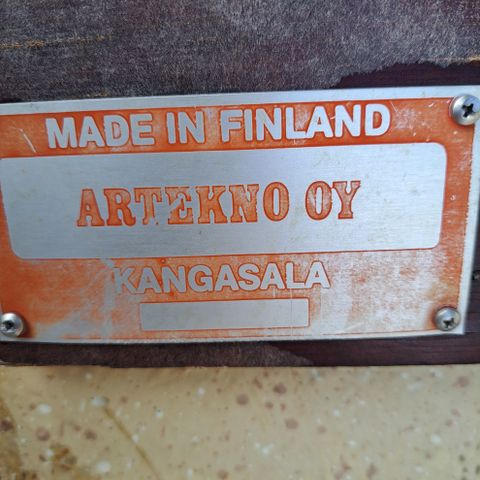 MADE IN FINLAND
ARTEKNO OY
KANGASALA